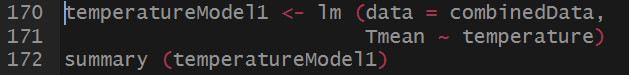 170 temperatureModel1 <- lm (data = combinedData,
171                          Tmean ~ temperature)
172 summary (temperatureModel1)